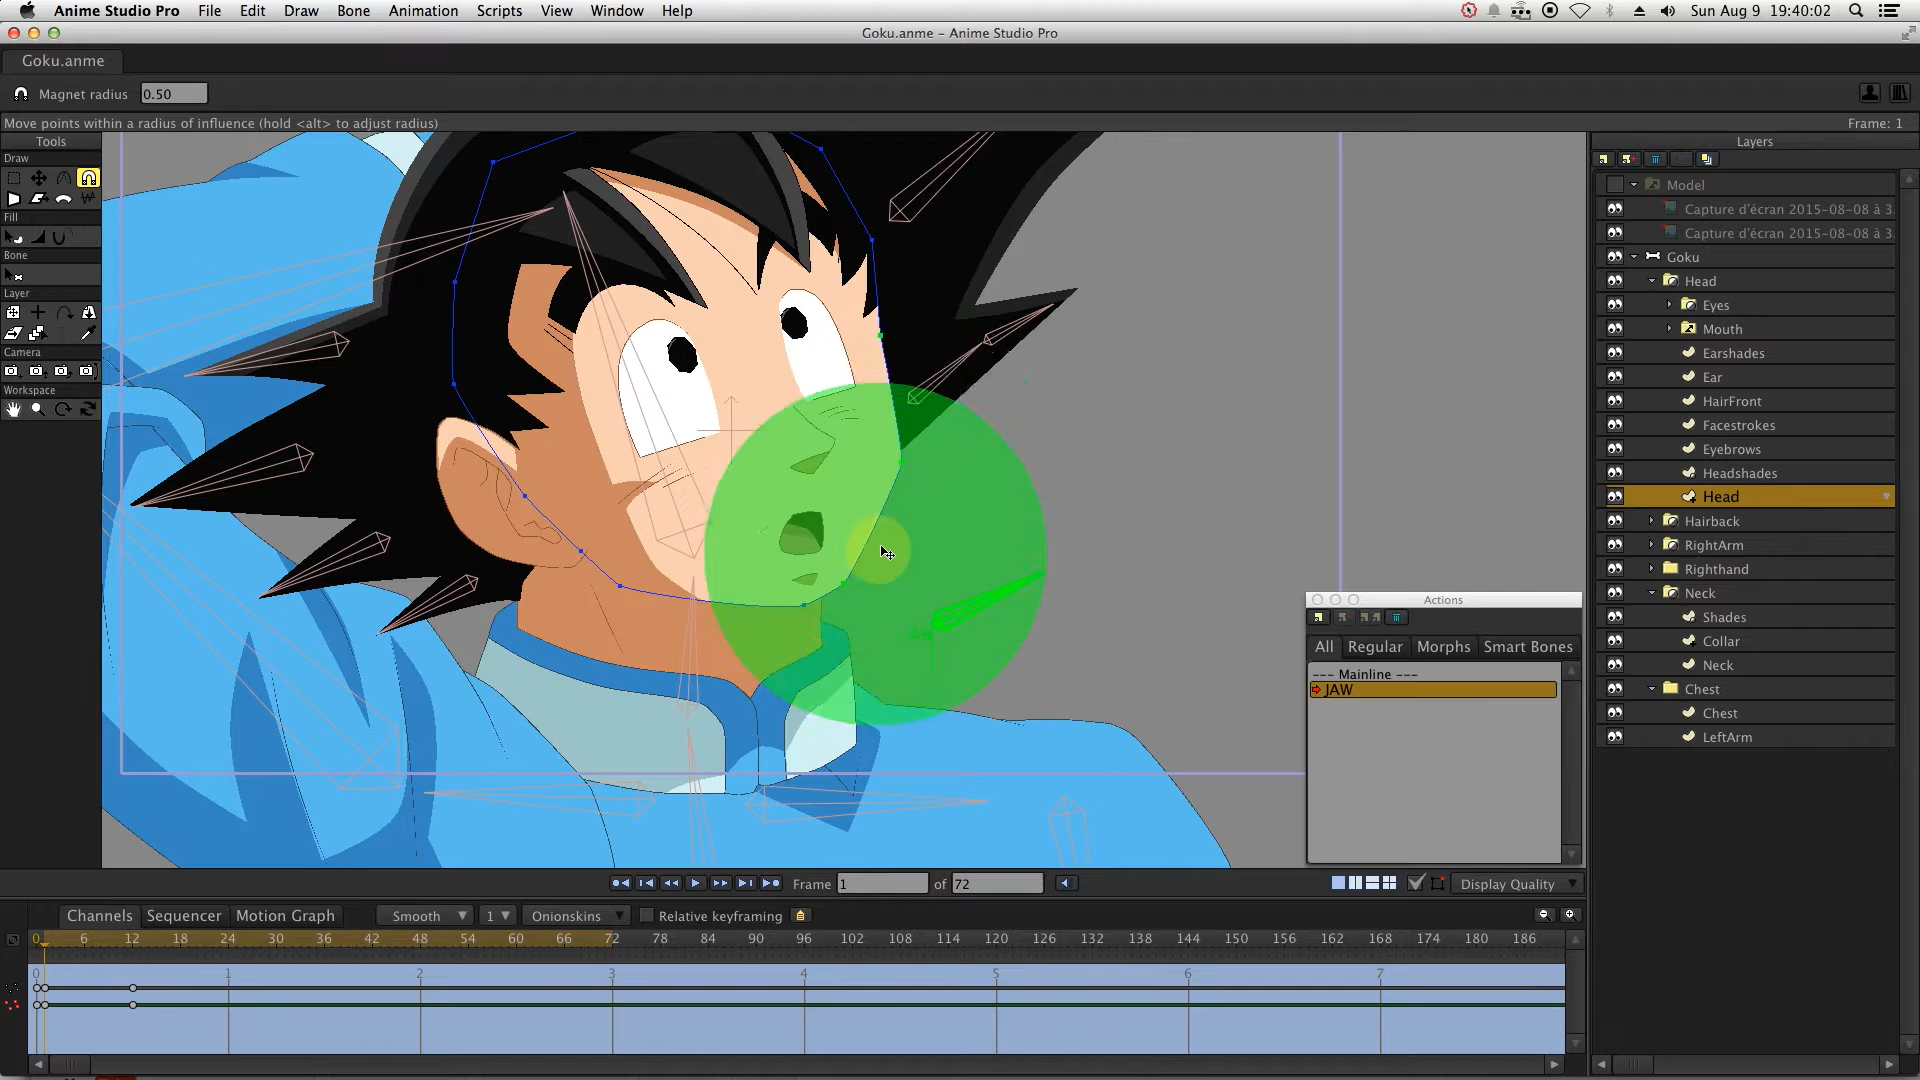 Anime Studio Pro File Edit Draw Bone Animation Scripts View Window Help Sun Aug 9 19:40:02
Goku.anme – Anime Studio Pro
Goku.anme
Magnet radius 0.50
Move points within a radius of influence (hold <alt> to adjust radius) Frame: 1
Tools
Draw
Fill
Bone
Layer
Camera
Workspace
Layers
Model
Capture d'écran 2015-08-08 à 3.
Capture d'écran 2015-08-08 à 3.
Goku
Head
Eyes
Mouth
Earshades
Ear
HairFront
Facestrokes
Eyebrows
Headshades
Head
Hairback
RightArm
Righthand
Neck
Shades
Collar
Neck
Chest
Chest
LeftArm
Actions
All Regular Morphs Smart Bones
--- Mainline ---
JAW
Frame 1 of 72 Display Quality
Channels Sequencer Motion Graph Smooth 1 Onionskins Relative keyframing
0 6 12 18 24 30 36 42 48 54 60 66 72 78 84 90 96 102 108 114 120 126 132 138 144 150 156 162 168 174 180 186
0 1 2 3 4 5 6 7